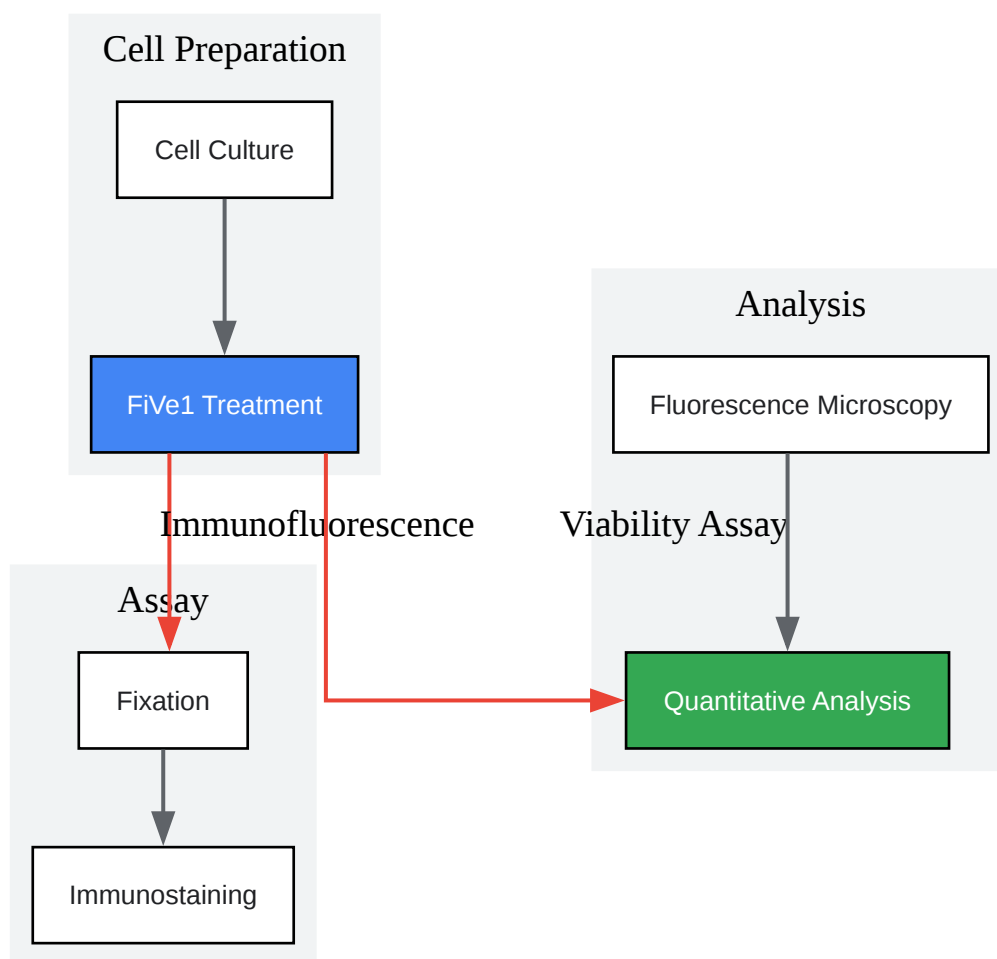 Cell Preparation
Cell Culture
Analysis
FiVe1 Treatment
Fluorescence Microscopy
Immunofluorescence
Viability Assay
Assay
Fixation
Quantitative Analysis
Immunostaining